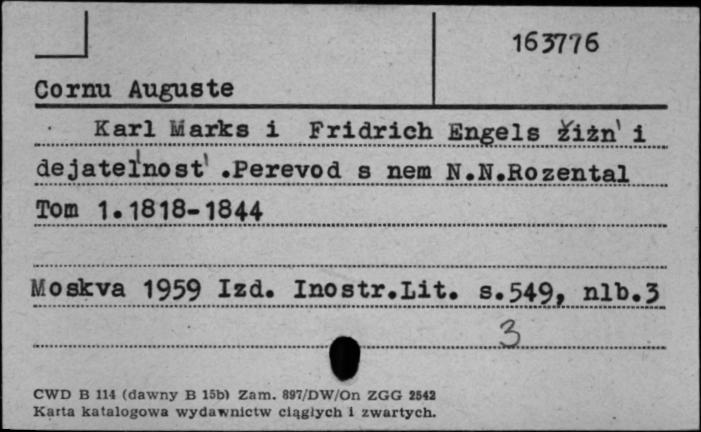 163776
Cornu Auguste
Karl Marks i Fridrich Engels žiżn' i
dejatel'nost' .Perevod s nem N.N.Rozental
Tom 1.1818-1844
Moskva 1959 Izd. Inostr.Lit. s.549, nlb.3
3
CWD B 114 (dawny B 15b) Zam. 897/DW/On ZGG 2542
Karta katalogowa wydawnictw ciągłych i zwartych.